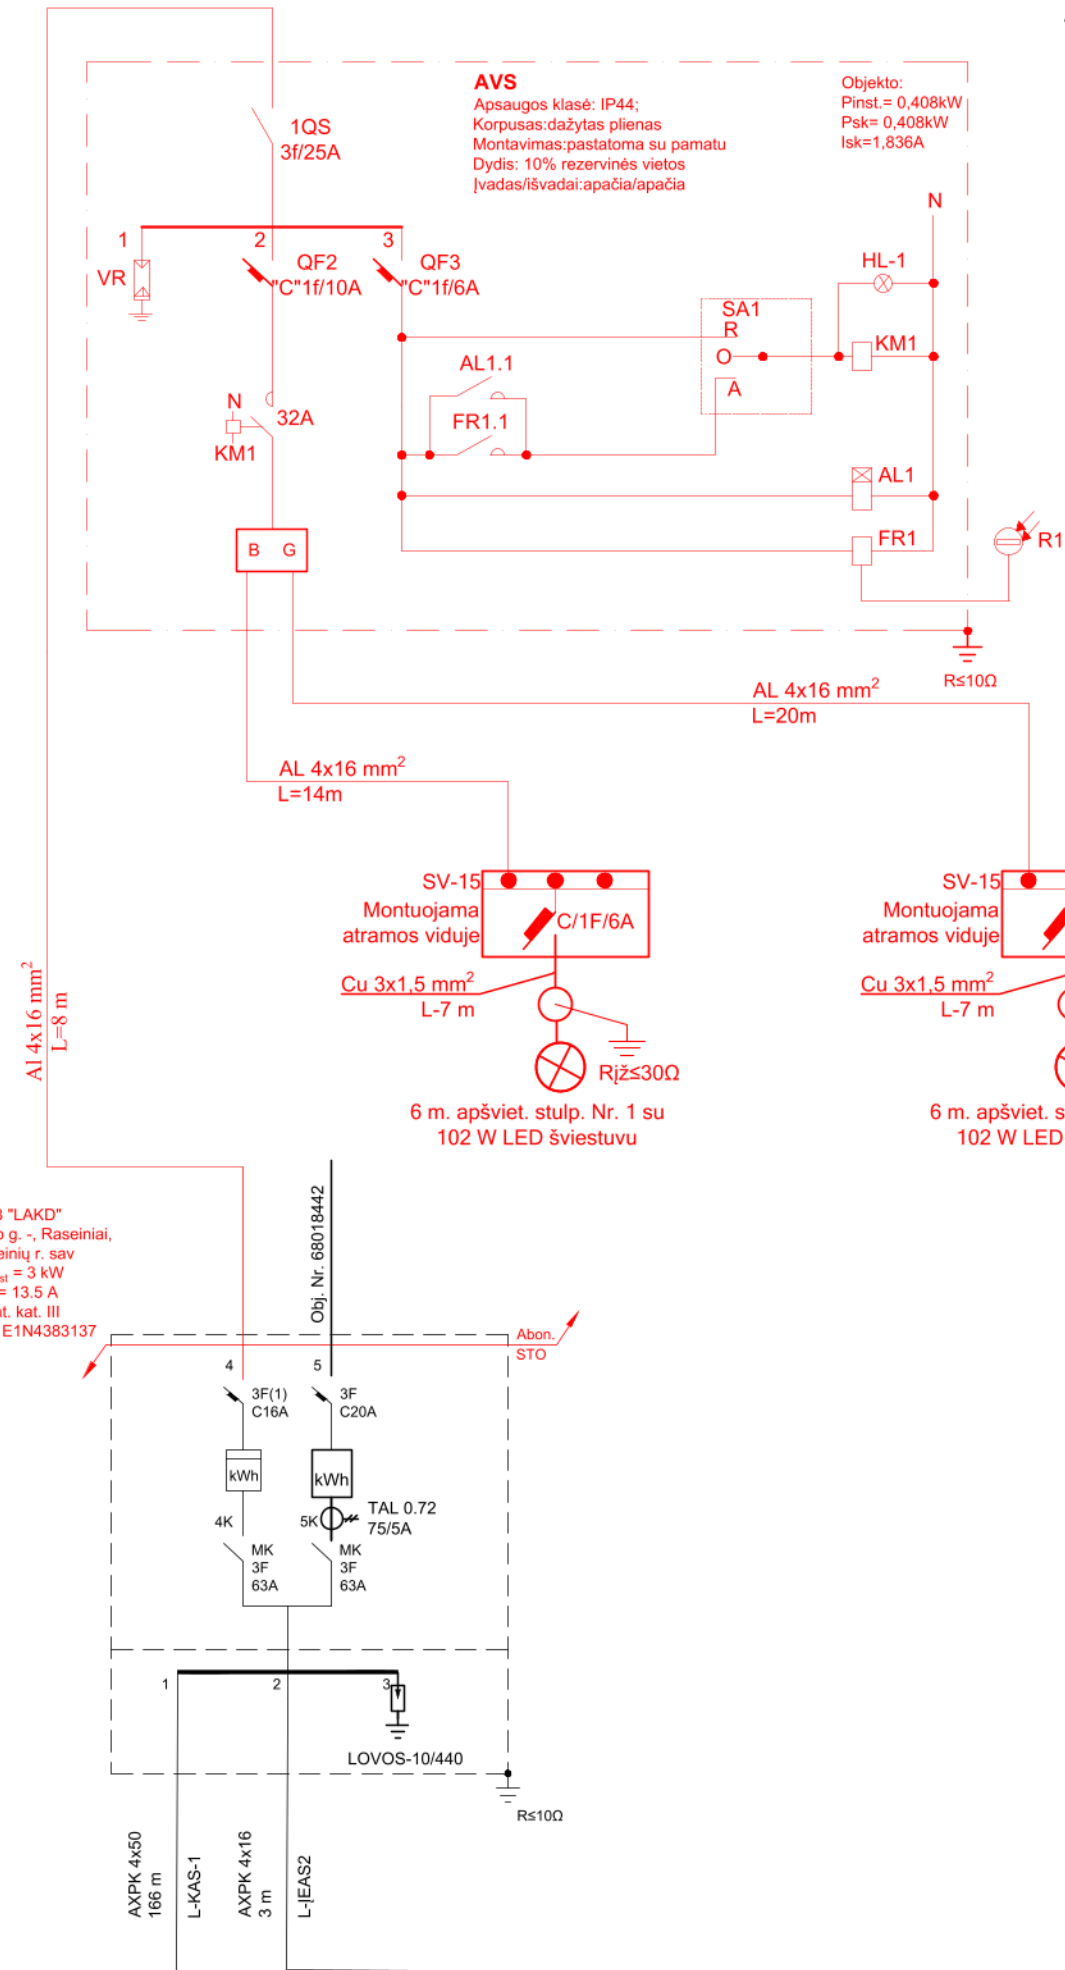 AVS
Apsaugos klasė: IP44;
Korpusas:dažytas plienas
Montavimas:pastatoma su pamatu
Dydis: 10% rezervinės vietos
Įvadas/išvadai:apačia/apačia
Objekto:
Pinst.= 0,408kW
Psk= 0,408kW
Isk=1,836A
1QS
3f/25A
1
2
3
VR
QF2
"C"1f/10A
QF3
"C"1f/6A
N
HL-1
SA1
R
O
A
KM1
AL1.1
FR1.1
N
32A
KM1
AL1
FR1
R1
B G
R≤10Ω
AL 4x16 mm²
L=20m
AL 4x16 mm²
L=14m
SV-15
Montuojama
atramos viduje
C/1F/6A
Cu 3x1,5 mm²
L-7 m
Rįž≤30Ω
6 m. apšviet. stulp. Nr. 1 su
102 W LED šviestuvu
SV-15
Montuojama
atramos viduje
Cu 3x1,5 mm²
L-7 m
6 m. apšviet. s
102 W LED
Al 4x16 mm²
L=8 m
"LAKD"
g. -, Raseiniai,
einių r. sav
st = 3 kW
= 13.5 A
t. kat. III
E1N4383137
Obj. Nr. 68018442
Abon.
STO
4
5
3F(1)
C16A
3F
C20A
kWh
kWh
4K
5K
TAL 0.72
75/5A
MK
3F
63A
MK
3F
63A
1
2
3
LOVOS-10/440
R≤10Ω
AXPK 4x50
166 m
L-KAS-1
AXPK 4x16
3 m
L-ĮEAS2